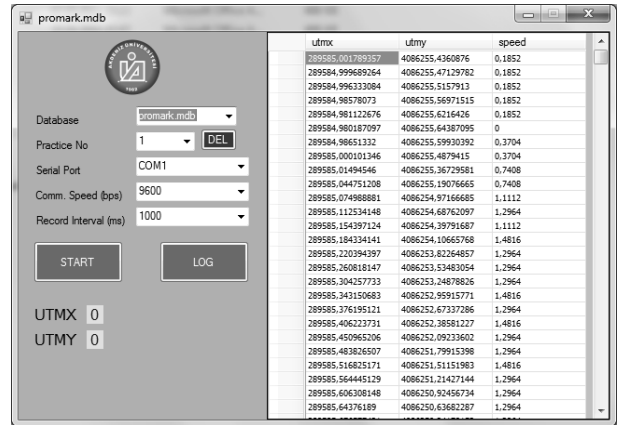 promark.mdb
AKDENİZ ÜNİVERSİTESİ
Database
promark.mdb
Practice No
1
DEL
Serial Port
COM1
Comm. Speed (bps)
9600
Record Interval (ms)
1000
START
LOG
UTMX 0
UTMY 0
utmx utmy speed
289585,001789357 4086255,4360876 0,1852
289584,999689264 4086255,47129782 0,1852
289584,996333084 4086255,5157913 0,1852
289584,98578073 4086255,56971515 0,1852
289584,981122676 4086255,6216426 0,1852
289584,980187097 4086255,64387095 0
289584,98651332 4086255,59930392 0,3704
289585,000101346 4086255,4879415 0,3704
289585,01494546 4086255,36729581 0,7408
289585,044751208 4086255,19076665 0,7408
289585,074988881 4086254,97166685 1,1112
289585,112534148 4086254,68762097 1,2964
289585,154397124 4086254,39791687 1,1112
289585,184334141 4086254,10665768 1,4816
289585,220394397 4086253,82264857 1,2964
289585,260818147 4086253,53483054 1,2964
289585,304257733 4086253,24878826 1,2964
289585,343150683 4086252,95915771 1,4816
289585,376195121 4086252,67337286 1,2964
289585,406223731 4086252,38581227 1,4816
289585,450965206 4086252,09233602 1,2964
289585,483826507 4086251,79915398 1,2964
289585,516825171 4086251,51151983 1,4816
289585,564445129 4086251,21427144 1,2964
289585,606308148 4086250,92456734 1,2964
289585,64376189 4086250,63682287 1,2964